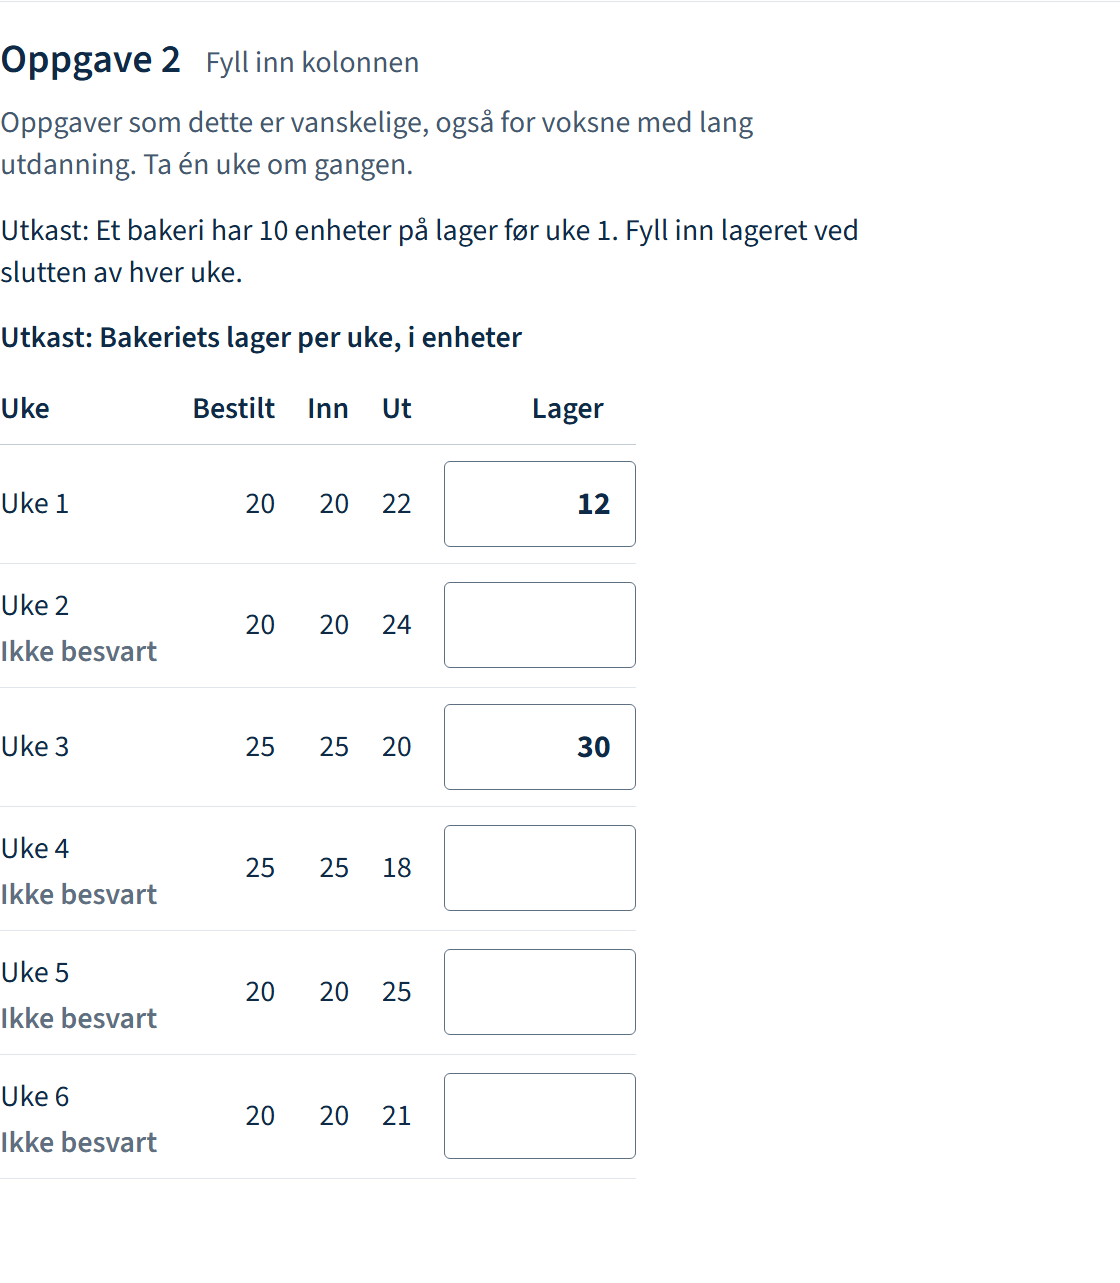 Oppgave 2 Fyll inn kolonnen
Oppgaver som dette er vanskelige, også for voksne med lang
utdanning. Ta én uke om gangen.
Utkast: Et bakeri har 10 enheter på lager før uke 1. Fyll inn lageret ved
slutten av hver uke.
Utkast: Bakeriets lager per uke, i enheter
Uke Bestilt Inn Ut Lager
Uke 1 20 20 22 12
Uke 2 20 20 24
Ikke besvart
Uke 3 25 25 20 30
Uke 4 25 25 18
Ikke besvart
Uke 5 20 20 25
Ikke besvart
Uke 6 20 20 21
Ikke besvart